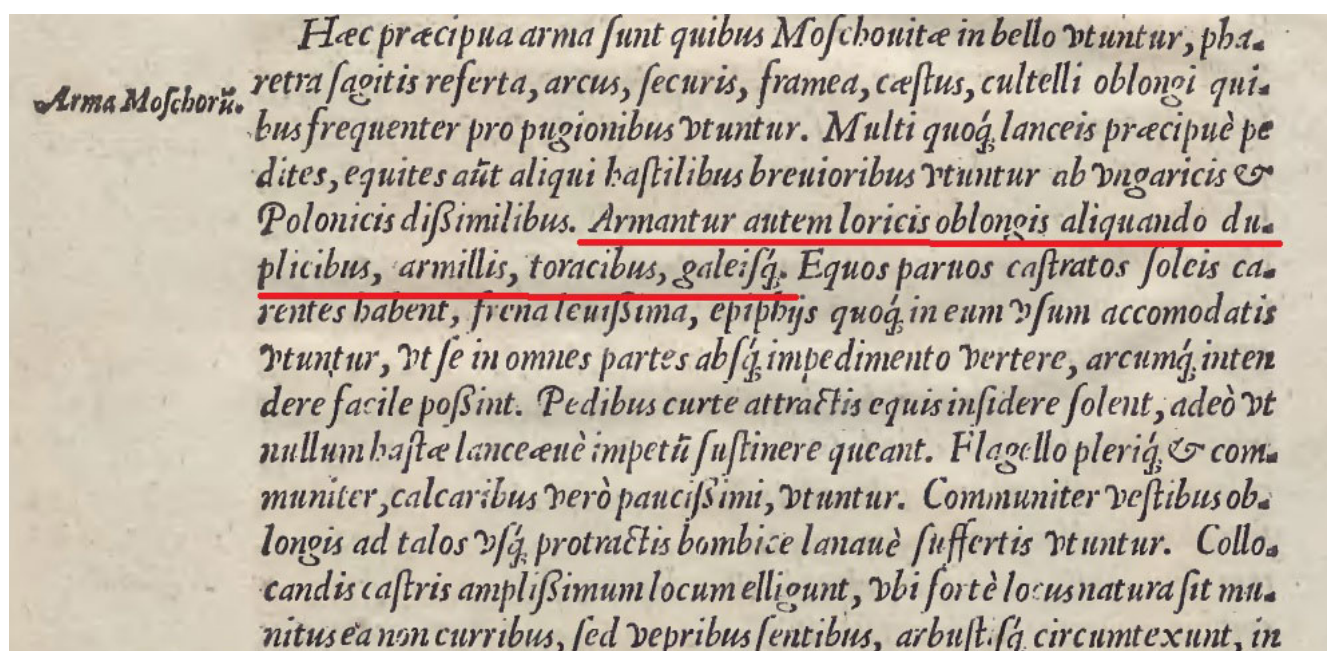 Hæc præcipua arma ſunt quibus Moſchouitæ in bello vtuntur, pha-
Arma Moſchorũ.
retra ſagitis referta, arcus, ſecuris, framea, cæſtus, cultelli oblongi qui-
bus frequenter pro pugionibus vtuntur. Multi quoq́; lanceis præcipuè pe
dites, equites aũt aliqui haſtilibus breuioribus vtuntur ab vngaricis &
Polonicis dißimilibus. Armantur autem loricis oblongis aliquando du-
plicibus, armillis, toracibus, galeiſq́;. Equos paruos caſtratos ſoleis ca-
rentes habent, frena leuißima, epiphijs quoq́; in eum vſum accomodatis
vtuntur, vt ſe in omnes partes abſq́; impedimento vertere, arcumq́; inten
dere facile poßint. Pedibus curte attractis equis inſidere ſolent, adeò vt
nullum haſtæ lanceæuè impetũ ſuſtinere queant. Flagello pleriq́; & com-
muniter, calcaribus verò pauciſſimi, vtuntur. Communiter veſtibus ob-
longis ad talos vſq́; protractis bombice lanauè ſuffertis vtuntur. Collo-
candis caſtris ampliſſimum locum elligunt, vbi fortè locus natura ſit mu-
nitus ea non curribus, ſed vepribus ſentibus, arbuſtiſq́; circumtexunt, in